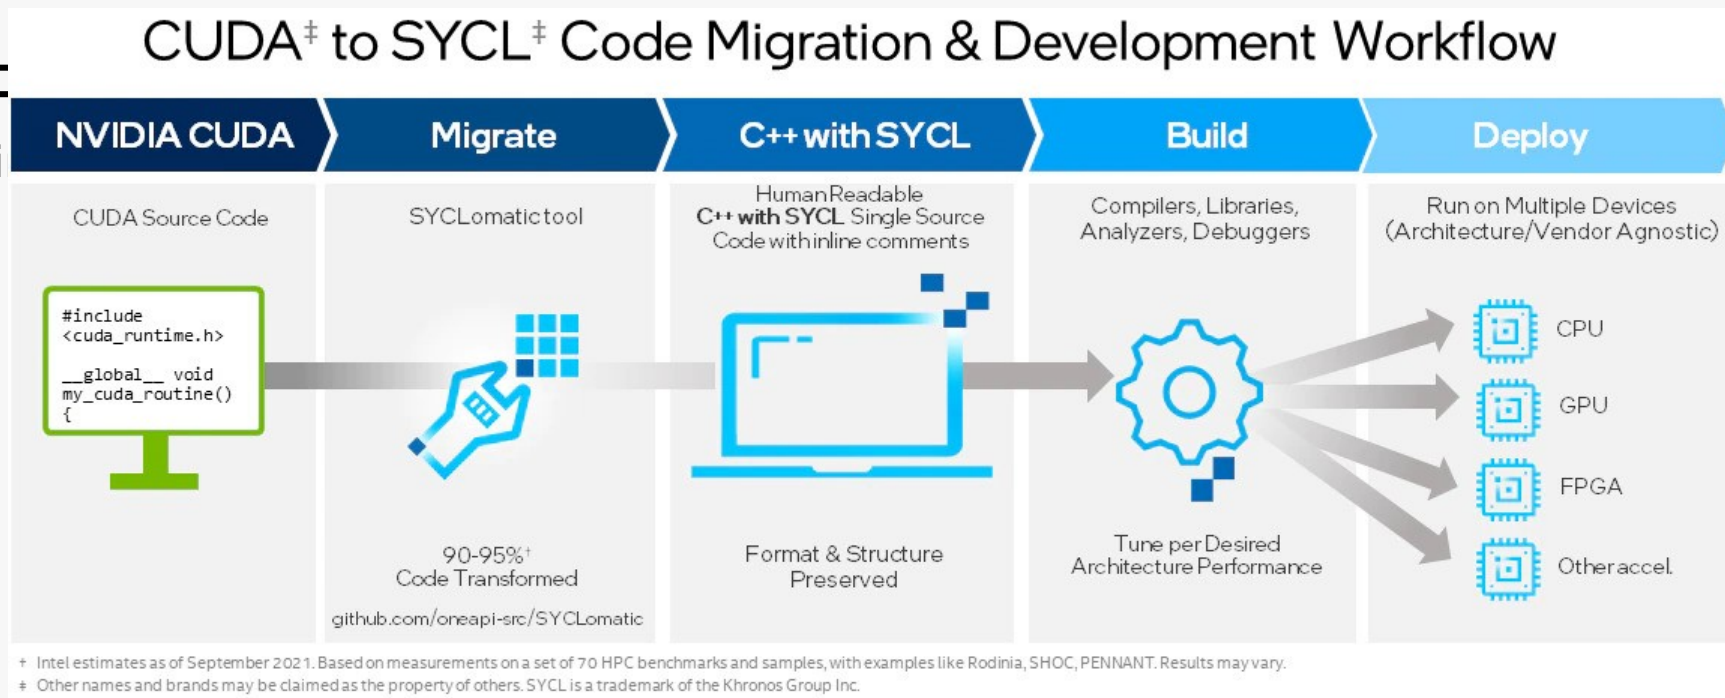 CUDA‡ to SYCL‡ Code Migration & Development Workflow
NVIDIA CUDA
Migrate
C++ with SYCL
Build
Deploy
CUDA Source Code
SYCLomatic tool
Human Readable
C++ with SYCL Single Source
Code with inline comments
Compilers, Libraries,
Analyzers, Debuggers
Run on Multiple Devices
(Architecture/Vendor Agnostic)
#include
<cuda_runtime.h>
__global__ void
my_cuda_routine()
{
CPU
GPU
FPGA
Other accel.
90-95%†
Code Transformed
github.com/oneapi-src/SYCLomatic
Format & Structure
Preserved
Tune per Desired
Architecture Performance
† Intel estimates as of September 2021. Based on measurements on a set of 70 HPC benchmarks and samples, with examples like Rodinia, SHOC, PENNANT. Results may vary.
‡ Other names and brands may be claimed as the property of others. SYCL is a trademark of the Khronos Group Inc.